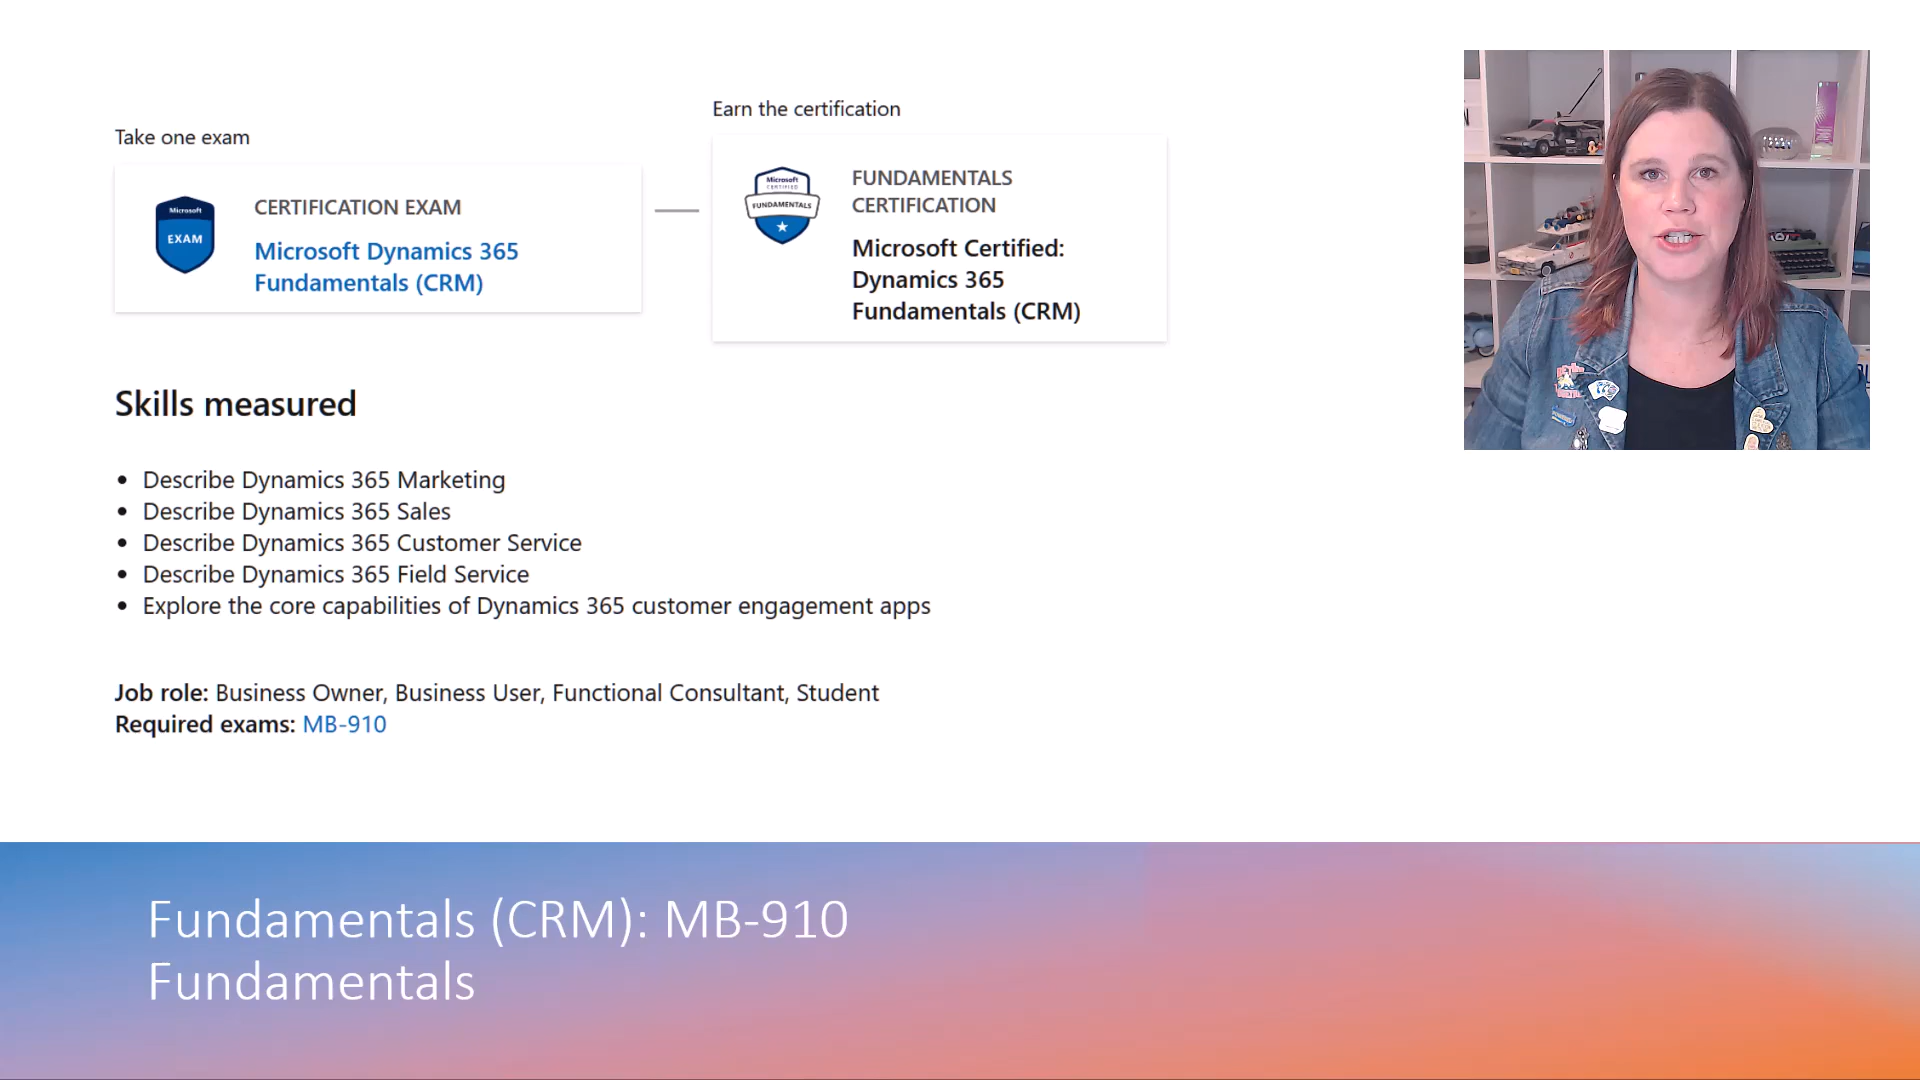 Take one exam
Microsoft
EXAM
CERTIFICATION EXAM
Microsoft Dynamics 365
Fundamentals (CRM)
Earn the certification
Microsoft
CERTIFIED
FUNDAMENTALS
FUNDAMENTALS
CERTIFICATION
Microsoft Certified:
Dynamics 365
Fundamentals (CRM)
Skills measured
• Describe Dynamics 365 Marketing
• Describe Dynamics 365 Sales
• Describe Dynamics 365 Customer Service
• Describe Dynamics 365 Field Service
• Explore the core capabilities of Dynamics 365 customer engagement apps
Job role: Business Owner, Business User, Functional Consultant, Student
Required exams: MB-910
Fundamentals (CRM): MB-910
Fundamentals